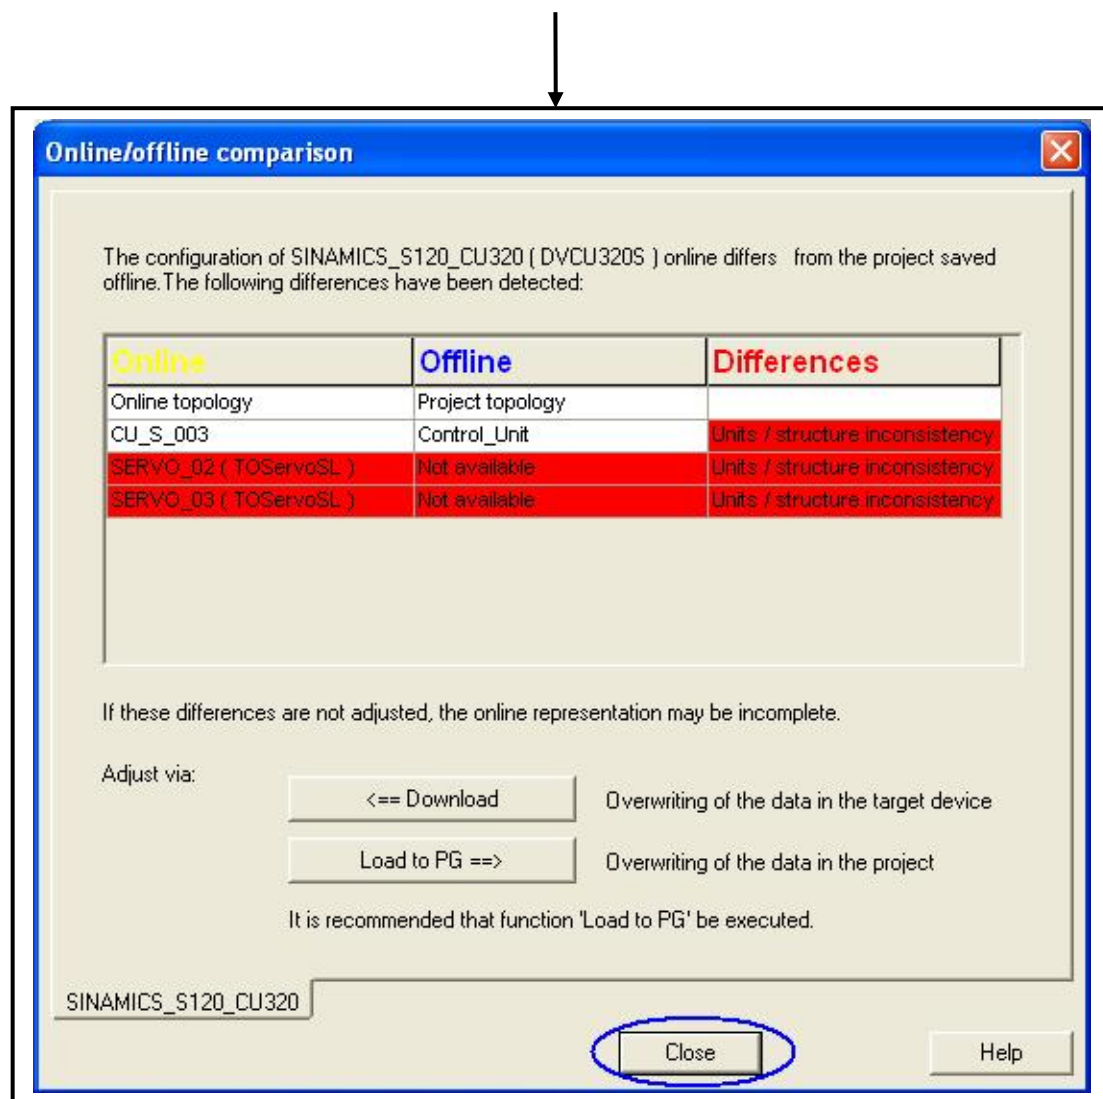 Online/offline comparison
The configuration of SINAMICS_S120_CU320 ( DVCU320S ) online differs from the project saved
offline.The following differences have been detected:
Online Offline Differences
Online topology Project topology
CU_S_003 Control_Unit Units / structure inconsistency
SERVO_02 ( TOServoSL ) Not available Units / structure inconsistency
SERVO_03 ( TOServoSL ) Not available Units / structure inconsistency
If these differences are not adjusted, the online representation may be incomplete.
Adjust via:
<== Download Overwriting of the data in the target device
Load to PG ==> Overwriting of the data in the project
It is recommended that function 'Load to PG' be executed.
SINAMICS_S120_CU320
Close Help